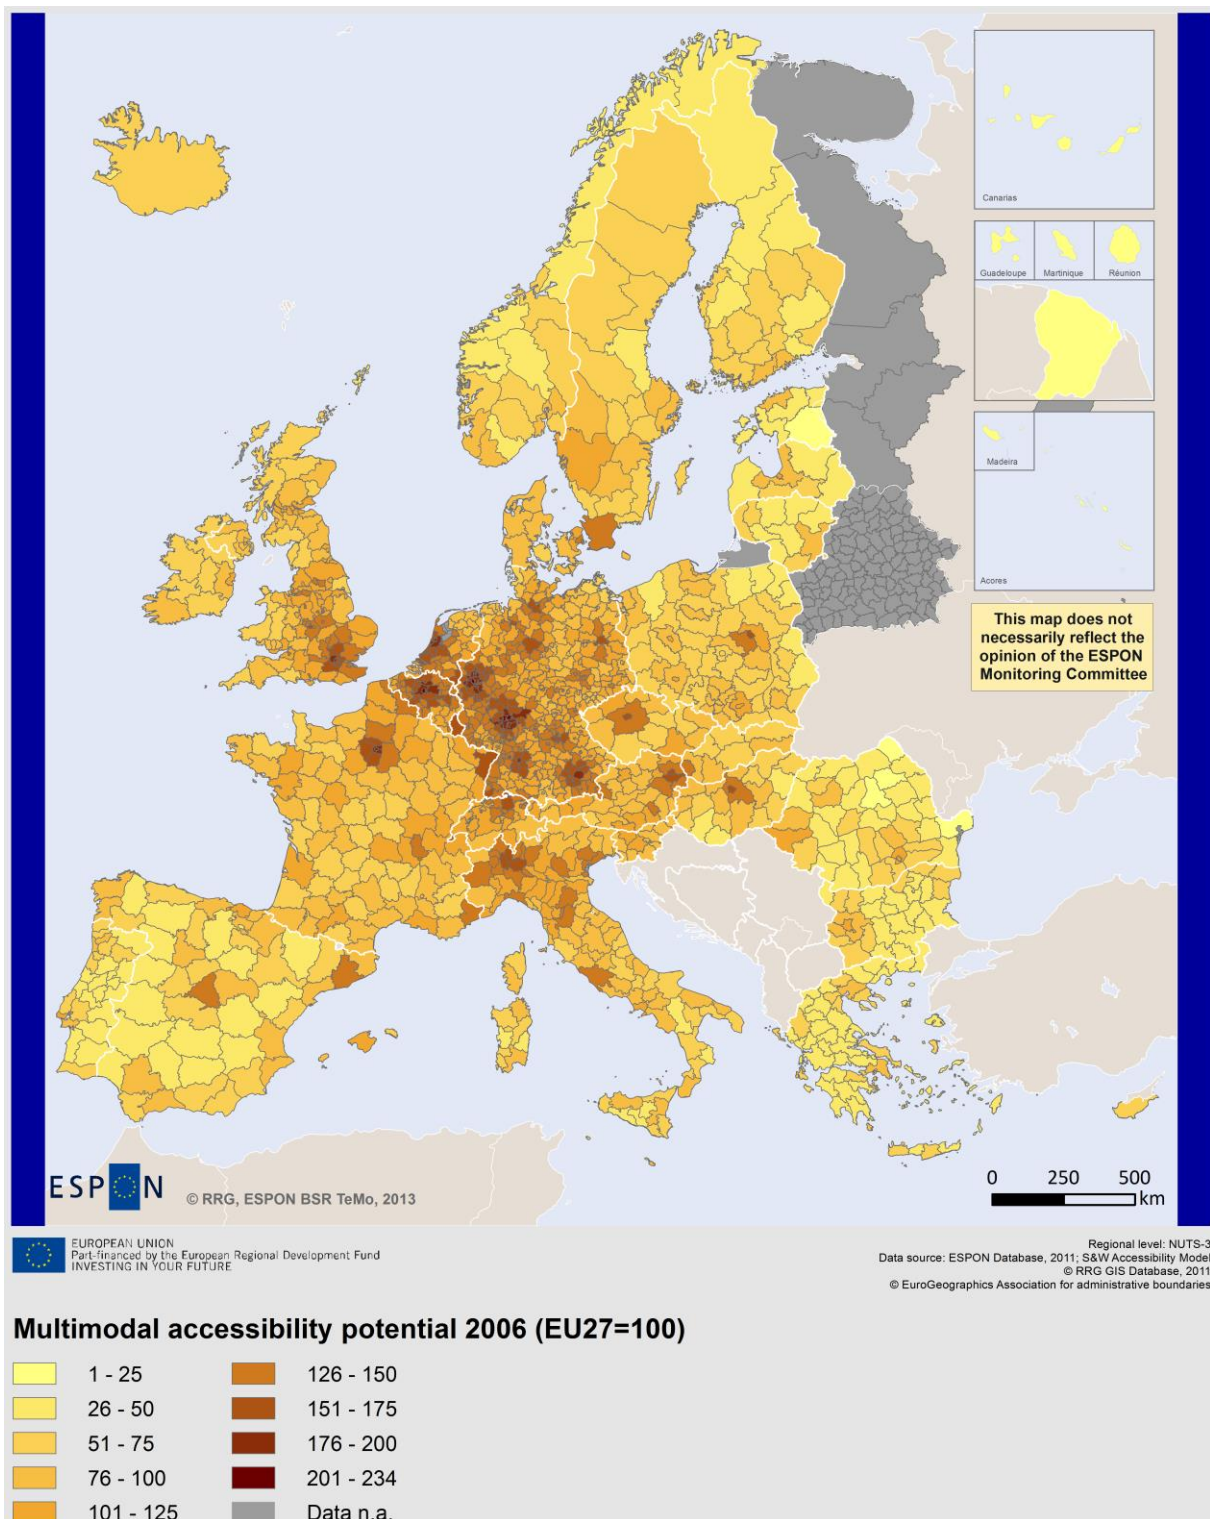 Canarias
Guadeloupe
Martinique
Réunion
Madeira
Acores
This map does not
necessarily reflect the
opinion of the ESPON
Monitoring Committee
ESPON
© RRG, ESPON BSR TeMo, 2013
0 250 500
km
EUROPEAN UNION
Part-financed by the European Regional Development Fund
INVESTING IN YOUR FUTURE
Regional level: NUTS-3
Data source: ESPON Database, 2011; S&W Accessibility Model
© RRG GIS Database, 2011
© EuroGeographics Association for administrative boundaries
Multimodal accessibility potential 2006 (EU27=100)
1 - 25
26 - 50
51 - 75
76 - 100
101 - 125
126 - 150
151 - 175
176 - 200
201 - 234
Data n.a.